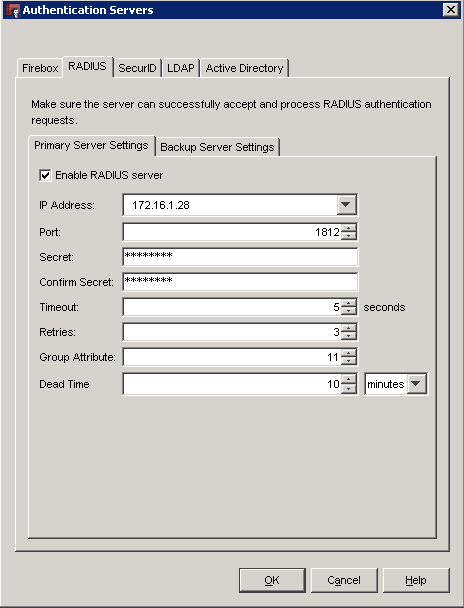 Authentication Servers
Firebox RADIUS SecurID LDAP Active Directory
Make sure the server can successfully accept and process RADIUS authentication
requests.
Primary Server Settings Backup Server Settings
Enable RADIUS server
IP Address: 172.16.1.28
Port: 1812
Secret: ********
Confirm Secret: ********
Timeout: 5 seconds
Retries: 3
Group Attribute: 11
Dead Time 10 minutes
OK Cancel Help